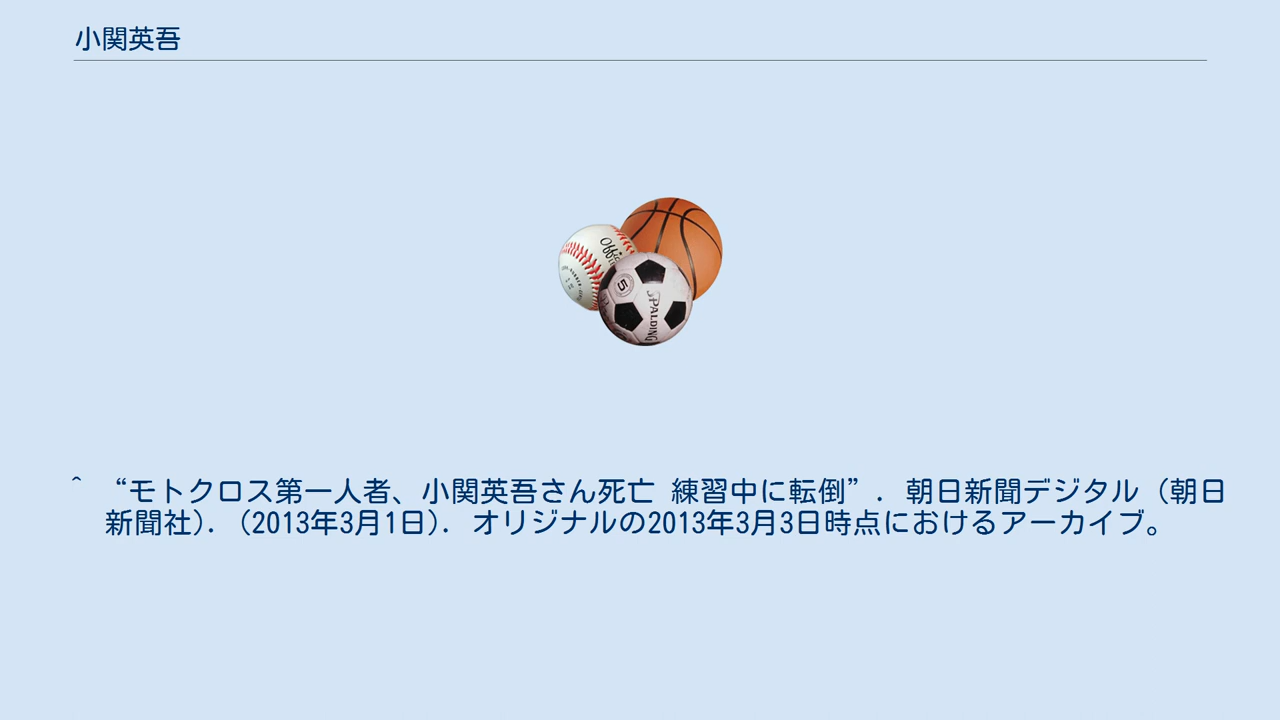 小関英吾
Offic
5
SPALDING
^ “モトクロス第一人者、小関英吾さん死亡 練習中に転倒”. 朝日新聞デジタル (朝日
新聞社). (2013年3月1日). オリジナルの2013年3月3日時点におけるアーカイブ。